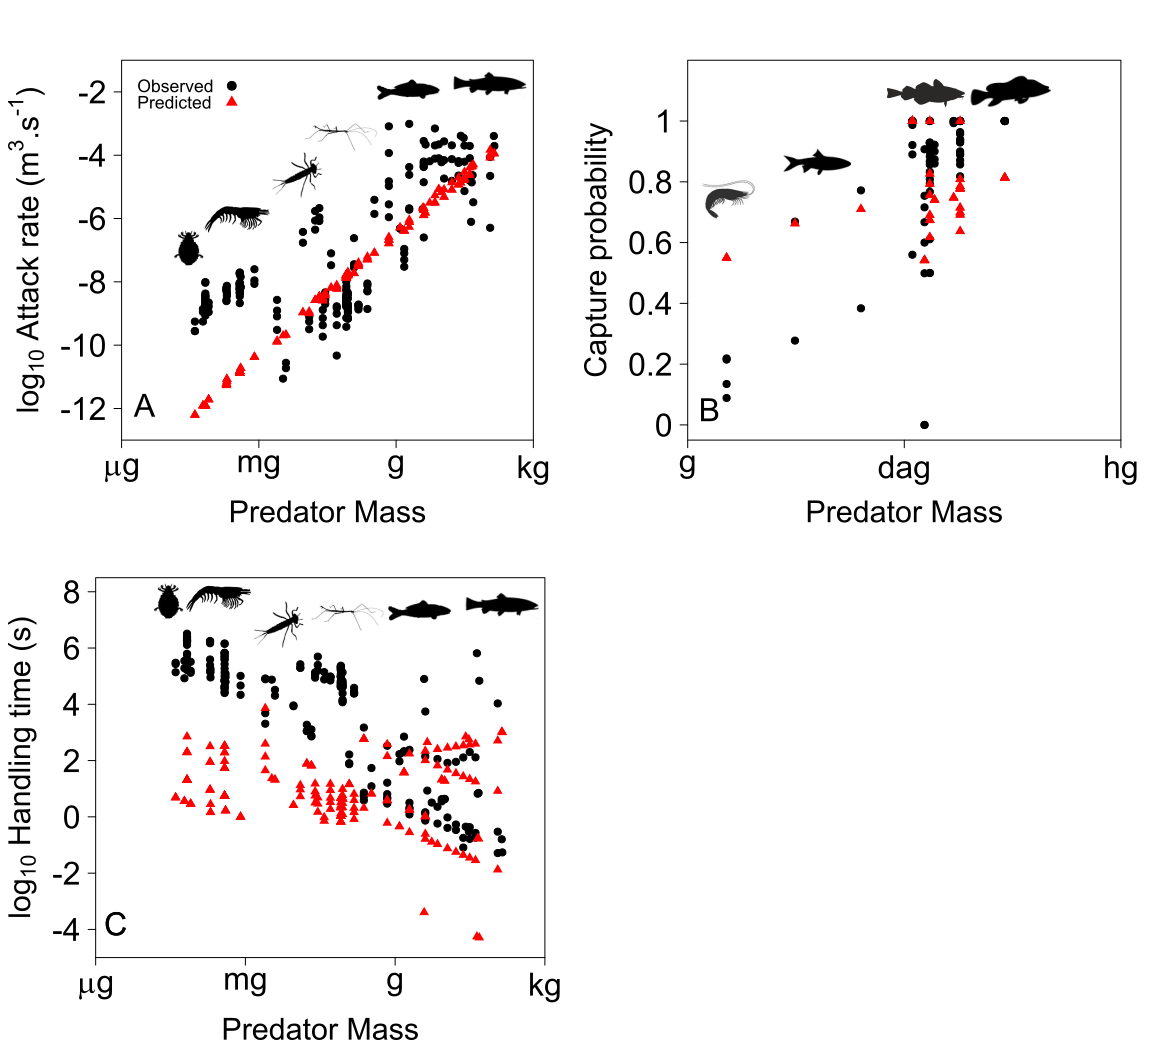 Observed
Predicted
log10 Attack rate (m3.s-1)
-2
-4
-6
-8
-10
-12
A
μg
mg
g
kg
Predator Mass
Capture probability
1
0.8
0.6
0.4
0.2
0
B
g
dag
hg
Predator Mass
log10 Handling time (s)
8
6
4
2
0
-2
-4
C
μg
mg
g
kg
Predator Mass